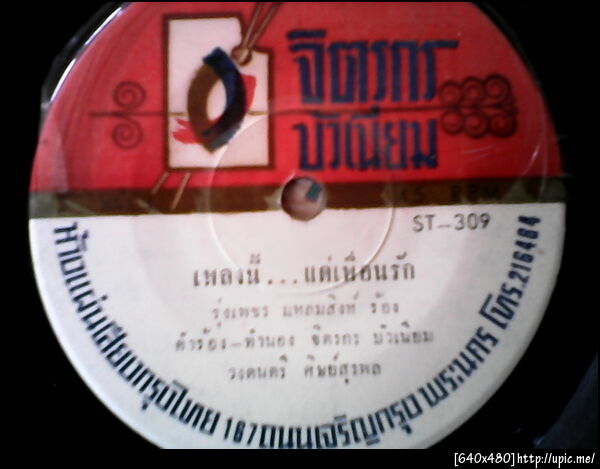 จิตรกร
บัวเนียม
45 RPM
ST-309
เพลงนี้...แด่เพื่อนรัก
รุ่งเพชร แหลมสิงห์ ร้อง
คำร้อง-ทำนอง จิตรกร บัวเนียม
วงดนตรี ศิษย์สุรพล
ห้างแผ่นเสียงกรุงไทย 167 ถนนเจริญกรุง พระนคร โทร.216484
[640x480]http://upic.me/